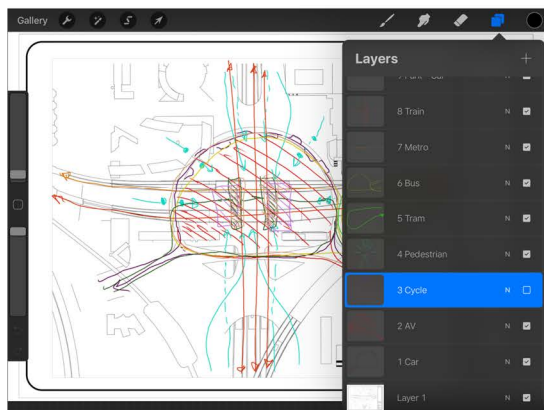 Gallery
Layers
8 Train
N
7 Metro
N
6 Bus
N
5 Tram
N
4 Pedestrian
N
3 Cycle
N
2 AV
N
1 Car
N
Layer 1
N